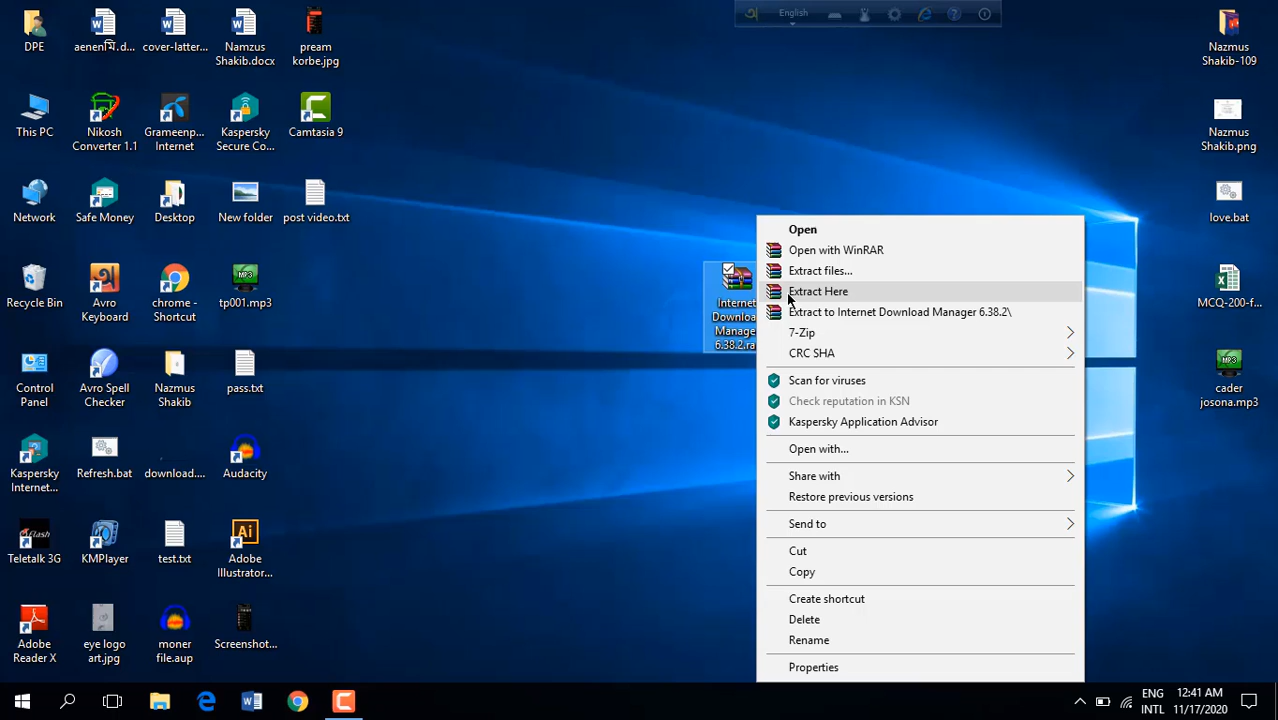 English
DPE
aenenমি.d...
cover-latter...
Namzus
Shakib.docx
pream
korbe.jpg
Nazmus
Shakib-109
This PC
Nikosh
Converter 1.1
Grameenp...
Internet
Kaspersky
Secure Co...
Camtasia 9
Nazmus
Shakib.png
Network
Safe Money
Desktop
New folder
post video.txt
love.bat
Recycle Bin
Avro
Keyboard
chrome -
Shortcut
MP3
tp001.mp3
MCQ-200-f...
Control
Panel
Avro Spell
Checker
Nazmus
Shakib
pass.txt
MP3
cader
josona.mp3
Kaspersky
Internet...
Refresh.bat
download....
Audacity
Teletalk 3G
KMPlayer
test.txt
Ai
Adobe
Illustrator...
Adobe
Reader X
eye logo
art.jpg
moner
file.aup
Screenshot...
Internet
Downloa
Manage
6.38.2.ra
Open
Open with WinRAR
Extract files...
Extract Here
Extract to Internet Download Manager 6.38.2\
7-Zip
CRC SHA
Scan for viruses
Check reputation in KSN
Kaspersky Application Advisor
Open with...
Share with
Restore previous versions
Send to
Cut
Copy
Create shortcut
Delete
Rename
Properties
ENG
INTL
12:41 AM
11/17/2020